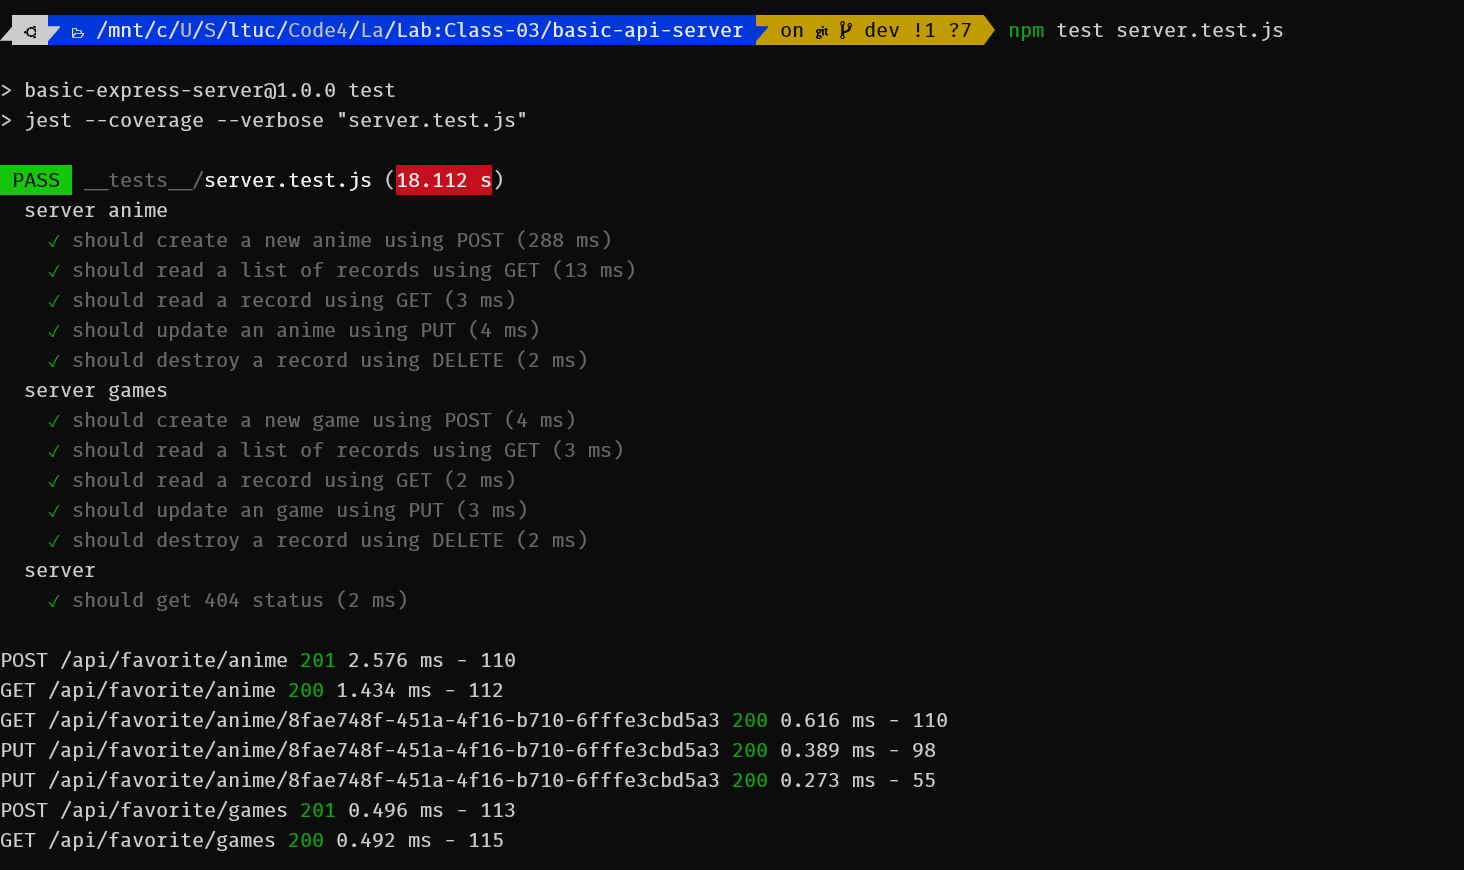 /mnt/c/U/S/ltuc/Code4/La/Lab:Class-03/basic-api-server on git dev !1 ?7 npm test server.test.js
> basic-express-server@1.0.0 test
> jest --coverage --verbose "server.test.js"
PASS __tests__/server.test.js (18.112 s)
server anime
✓ should create a new anime using POST (288 ms)
✓ should read a list of records using GET (13 ms)
✓ should read a record using GET (3 ms)
✓ should update an anime using PUT (4 ms)
✓ should destroy a record using DELETE (2 ms)
server games
✓ should create a new game using POST (4 ms)
✓ should read a list of records using GET (3 ms)
✓ should read a record using GET (2 ms)
✓ should update an game using PUT (3 ms)
✓ should destroy a record using DELETE (2 ms)
server
✓ should get 404 status (2 ms)
POST /api/favorite/anime 201 2.576 ms - 110
GET /api/favorite/anime 200 1.434 ms - 112
GET /api/favorite/anime/8fae748f-451a-4f16-b710-6fffe3cbd5a3 200 0.616 ms - 110
PUT /api/favorite/anime/8fae748f-451a-4f16-b710-6fffe3cbd5a3 200 0.389 ms - 98
PUT /api/favorite/anime/8fae748f-451a-4f16-b710-6fffe3cbd5a3 200 0.273 ms - 55
POST /api/favorite/games 201 0.496 ms - 113
GET /api/favorite/games 200 0.492 ms - 115